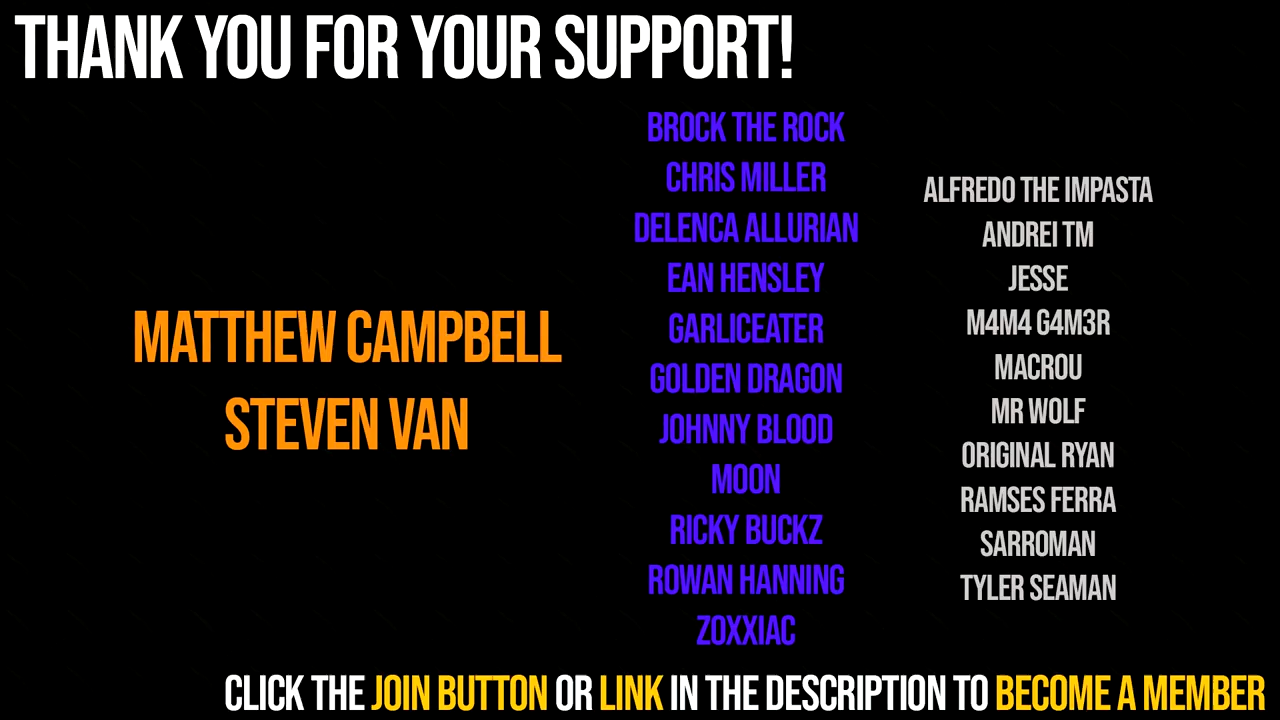 THANK YOU FOR YOUR SUPPORT!
MATTHEW CAMPBELL
STEVEN VAN
BROCK THE ROCK
CHRIS MILLER
DELENCA ALLURIAN
EAN HENSLEY
GARLICEATER
GOLDEN DRAGON
JOHNNY BLOOD
MOON
RICKY BUCKZ
ROWAN HANNING
ZOXXIAC
ALFREDO THE IMPASTA
ANDREI TM
JESSE
M4M4 G4M3R
MACROU
MR WOLF
ORIGINAL RYAN
RAMSES FERRA
SARROMAN
TYLER SEAMAN
CLICK THE JOIN BUTTON OR LINK IN THE DESCRIPTION TO BECOME A MEMBER